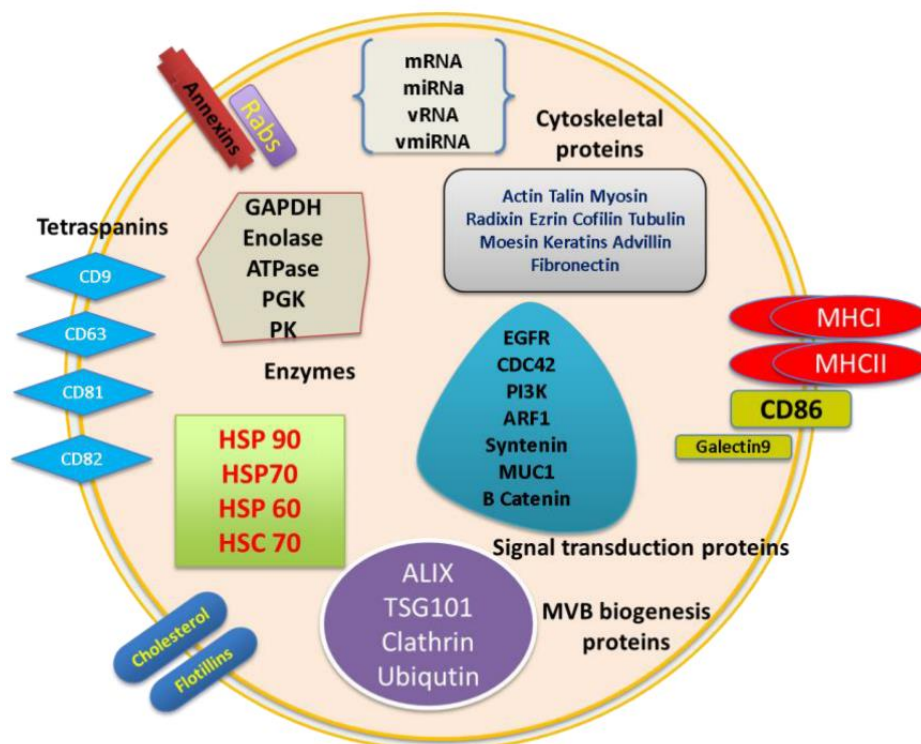 mRNA
miRNa
vRNA
vmiRNA
Annexins
Rabs
Cytoskeletal
proteins
Actin Talin Myosin
Radixin Ezrin Cofilin Tubulin
Moesin Keratins Advillin
Fibronectin
Tetraspanins
CD9
CD63
CD81
CD82
GAPDH
Enolase
ATPase
PGK
PK
Enzymes
EGFR
CDC42
PI3K
ARF1
Syntenin
MUC1
B Catenin
Signal transduction proteins
MHCI
MHCII
CD86
Galectin9
HSP 90
HSP70
HSP 60
HSC 70
ALIX
TSG101
Clathrin
Ubiqutin
MVB biogenesis
proteins
Cholesterol
Flotillins